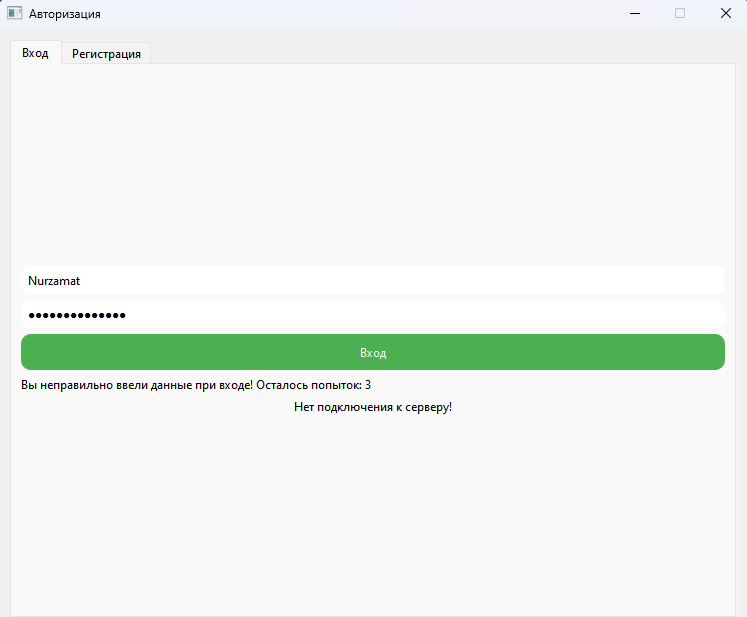 Авторизация
Вход
Регистрация
Nurzamat
●●●●●●●●●●●●●●
Вход
Вы неправильно ввели данные при входе! Осталось попыток: 3
Нет подключения к серверу!